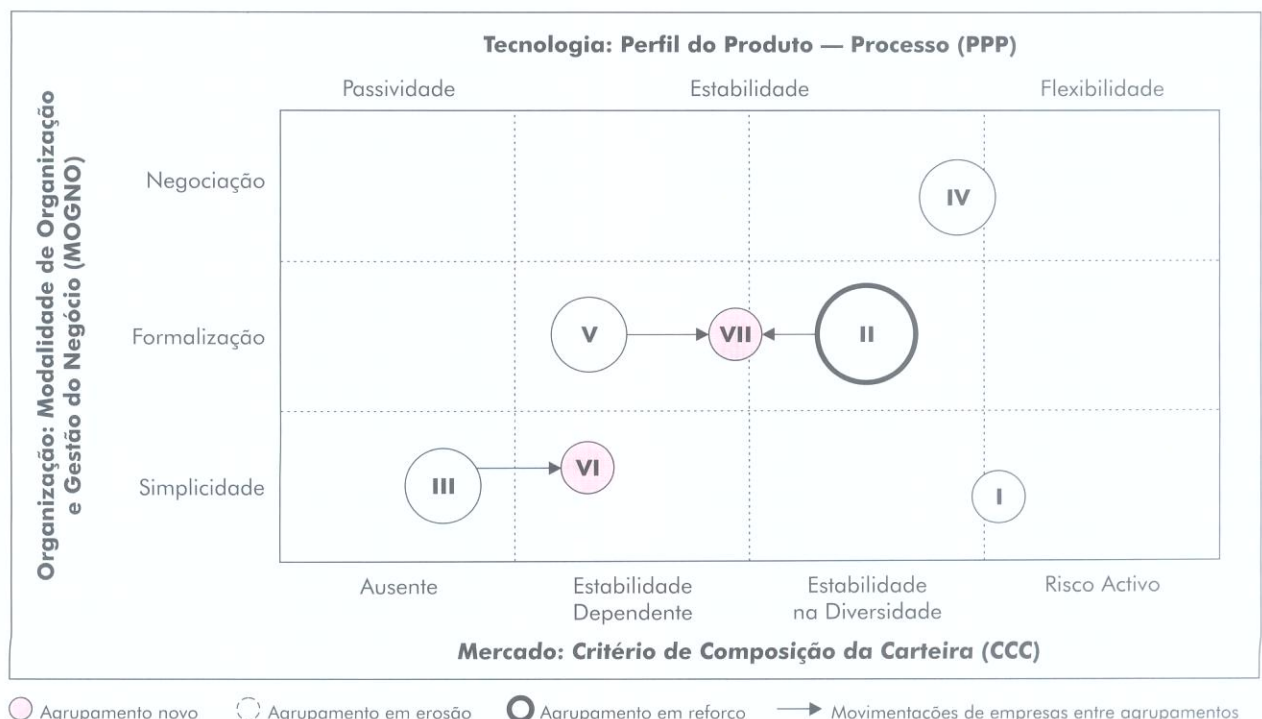 Tecnologia: Perfil do Produto — Processo (PPP)
Passividade Estabilidade Flexibilidade
Organização: Modalidade de Organização
e Gestão do Negócio (MOGNO)
Negociação
IV
Formalização
V VII II
Simplicidade
III VI I
Ausente Estabilidade Dependente Estabilidade na Diversidade Risco Activo
Mercado: Critério de Composição da Carteira (CCC)
Agrupamento novo Agrupamento em erosão Agrupamento em reforço Movimentações de empresas entre agrupamentos